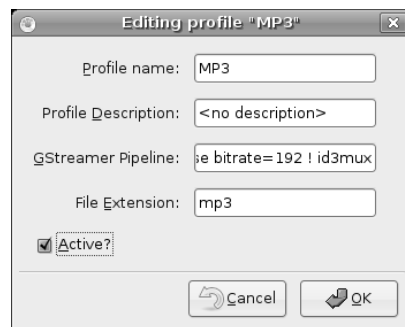 Editing profile "MP3"
Profile name: MP3
Profile Description: <no description>
GStreamer Pipeline: se bitrate=192 ! id3mux
File Extension: mp3
Active?
Cancel OK